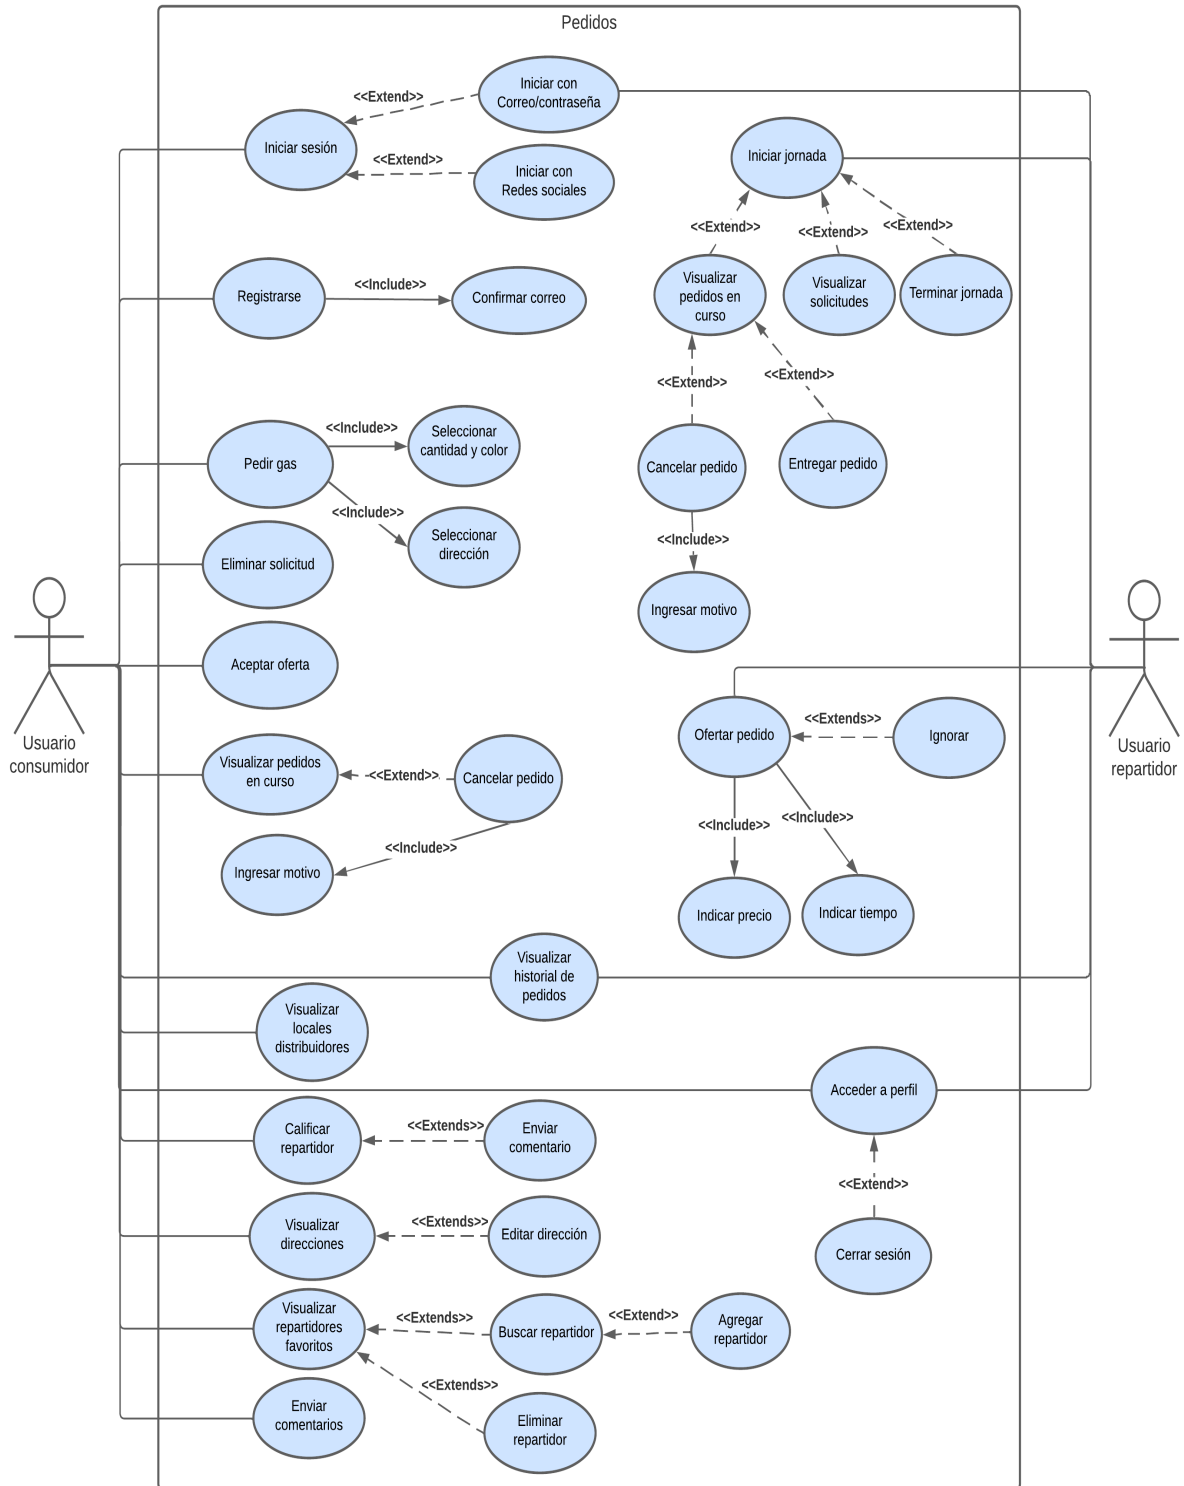 Pedidos
Iniciar con
Correo/contraseña
<<Extend>>
Iniciar sesión
<<Extend>>
Iniciar con
Redes sociales
Iniciar jornada
<<Extend>>
<<Extend>>
<<Extend>>
Visualizar
pedidos en
curso
Visualizar
solicitudes
Terminar jornada
Registrarse
<<Include>>
Confirmar correo
<<Extend>>
<<Extend>>
Pedir gas
<<Include>>
Seleccionar
cantidad y color
<<Include>>
Seleccionar
dirección
Cancelar pedido
Entregar pedido
<<Include>>
Ingresar motivo
Eliminar solicitud
Aceptar oferta
Usuario
consumidor
Usuario
repartidor
Ofertar pedido
<<Extends>>
Ignorar
<<Include>>
<<Include>>
Indicar precio
Indicar tiempo
Visualizar pedidos
en curso
<<Extend>>
Cancelar pedido
<<Include>>
Ingresar motivo
Visualizar
historial de
pedidos
Visualizar
locales
distribuidores
Acceder a perfil
<<Extend>>
Cerrar sesión
Calificar
repartidor
<<Extends>>
Enviar
comentario
Visualizar
direcciones
<<Extends>>
Editar dirección
Visualizar
repartidores
favoritos
<<Extends>>
Buscar repartidor
<<Extend>>
Agregar
repartidor
<<Extends>>
Eliminar
repartidor
Enviar
comentarios